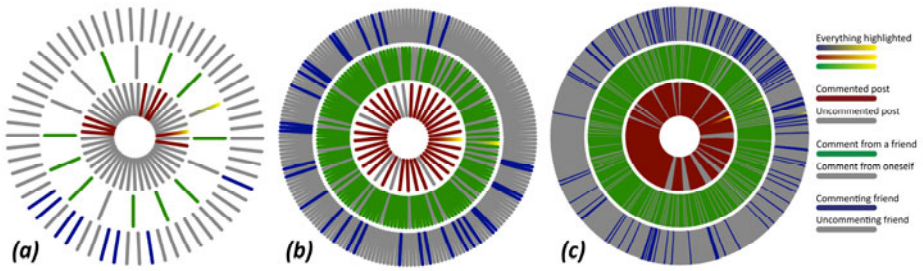 (a)
(b)
(c)
Everything highlighted
Commented post
Uncommented post
Comment from a friend
Comment from oneself
Commenting friend
Uncommenting friend